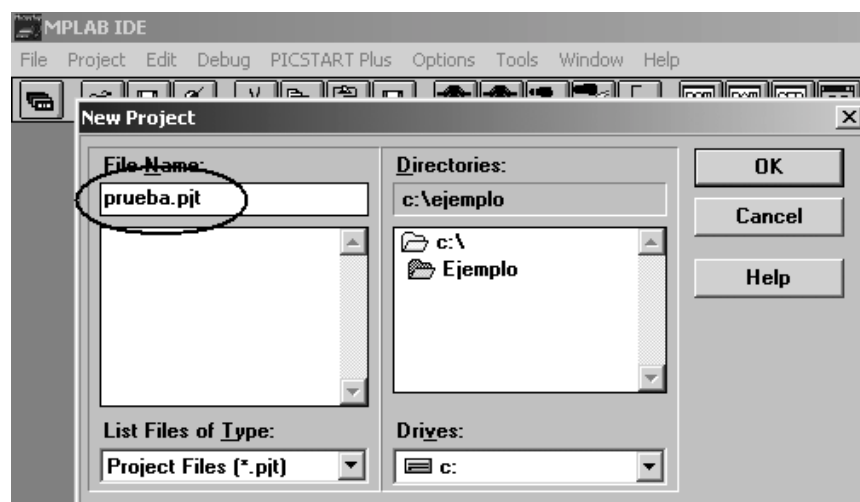 MPLAB IDE
File Project Edit Debug PICSTART Plus Options Tools Window Help
New Project
File Name:
prueba.pjt
Directories:
c:\ejemplo
c:\
Ejemplo
OK
Cancel
Help
List Files of Type:
Project Files (*.pjt)
Drives:
c: